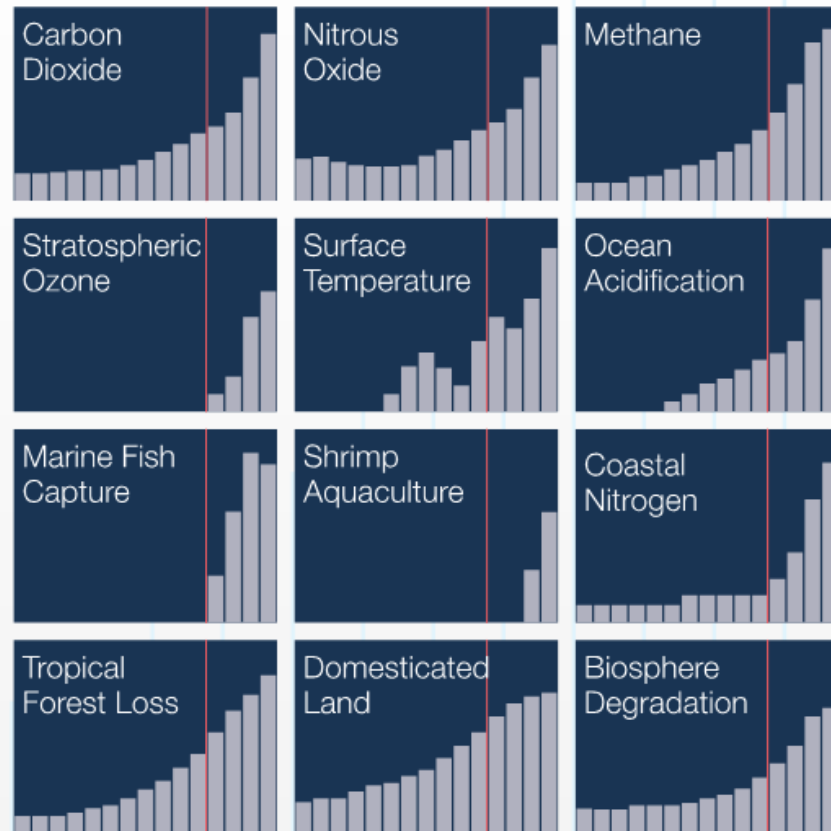 Carbon
Dioxide
Nitrous
Oxide
Methane
Stratospheric
Ozone
Surface
Temperature
Ocean
Acidification
Marine Fish
Capture
Shrimp
Aquaculture
Coastal
Nitrogen
Tropical
Forest Loss
Domesticated
Land
Biosphere
Degradation